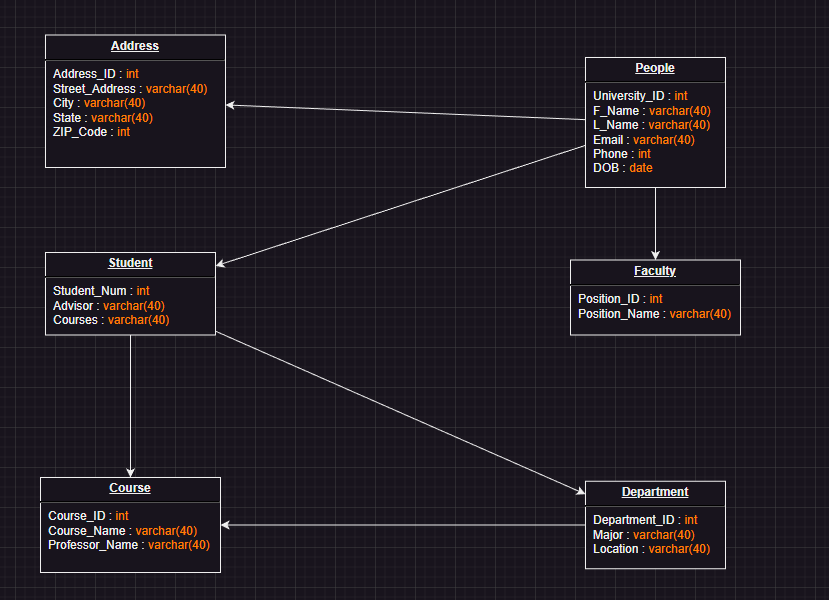 Address
Address_ID : int
Street_Address : varchar(40)
City : varchar(40)
State : varchar(40)
ZIP_Code : int
People
University_ID : int
F_Name : varchar(40)
L_Name : varchar(40)
Email : varchar(40)
Phone : int
DOB : date
Student
Student_Num : int
Advisor : varchar(40)
Courses : varchar(40)
Faculty
Position_ID : int
Position_Name : varchar(40)
Course
Course_ID : int
Course_Name : varchar(40)
Professor_Name : varchar(40)
Department
Department_ID : int
Major : varchar(40)
Location : varchar(40)